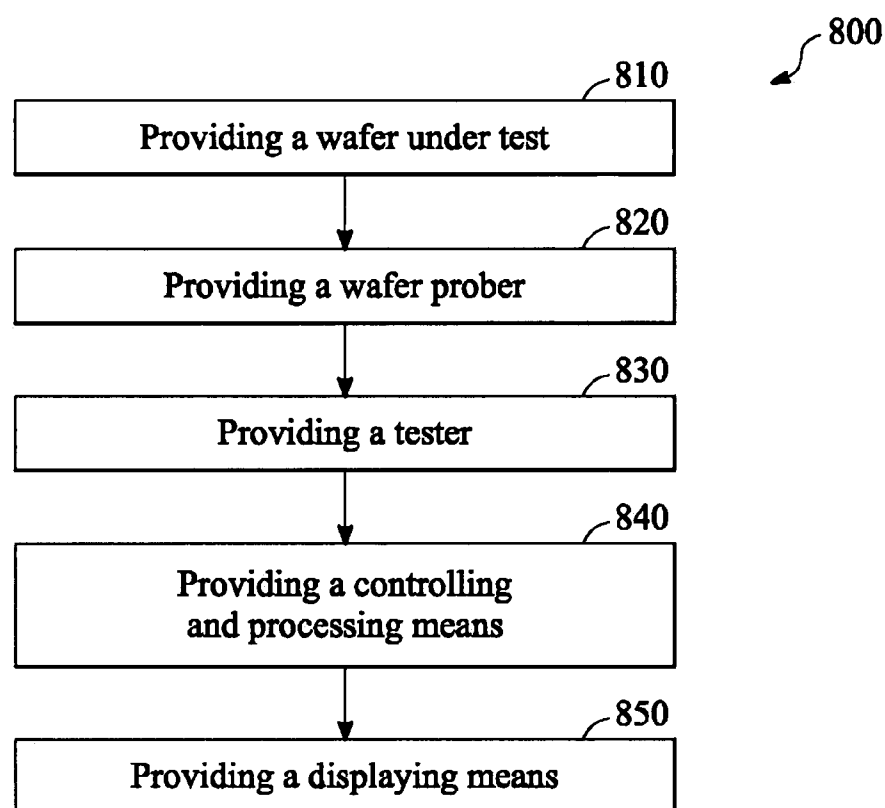 800
810
Providing a wafer under test
820
Providing a wafer prober
830
Providing a tester
840
Providing a controlling
and processing means
850
Providing a displaying means